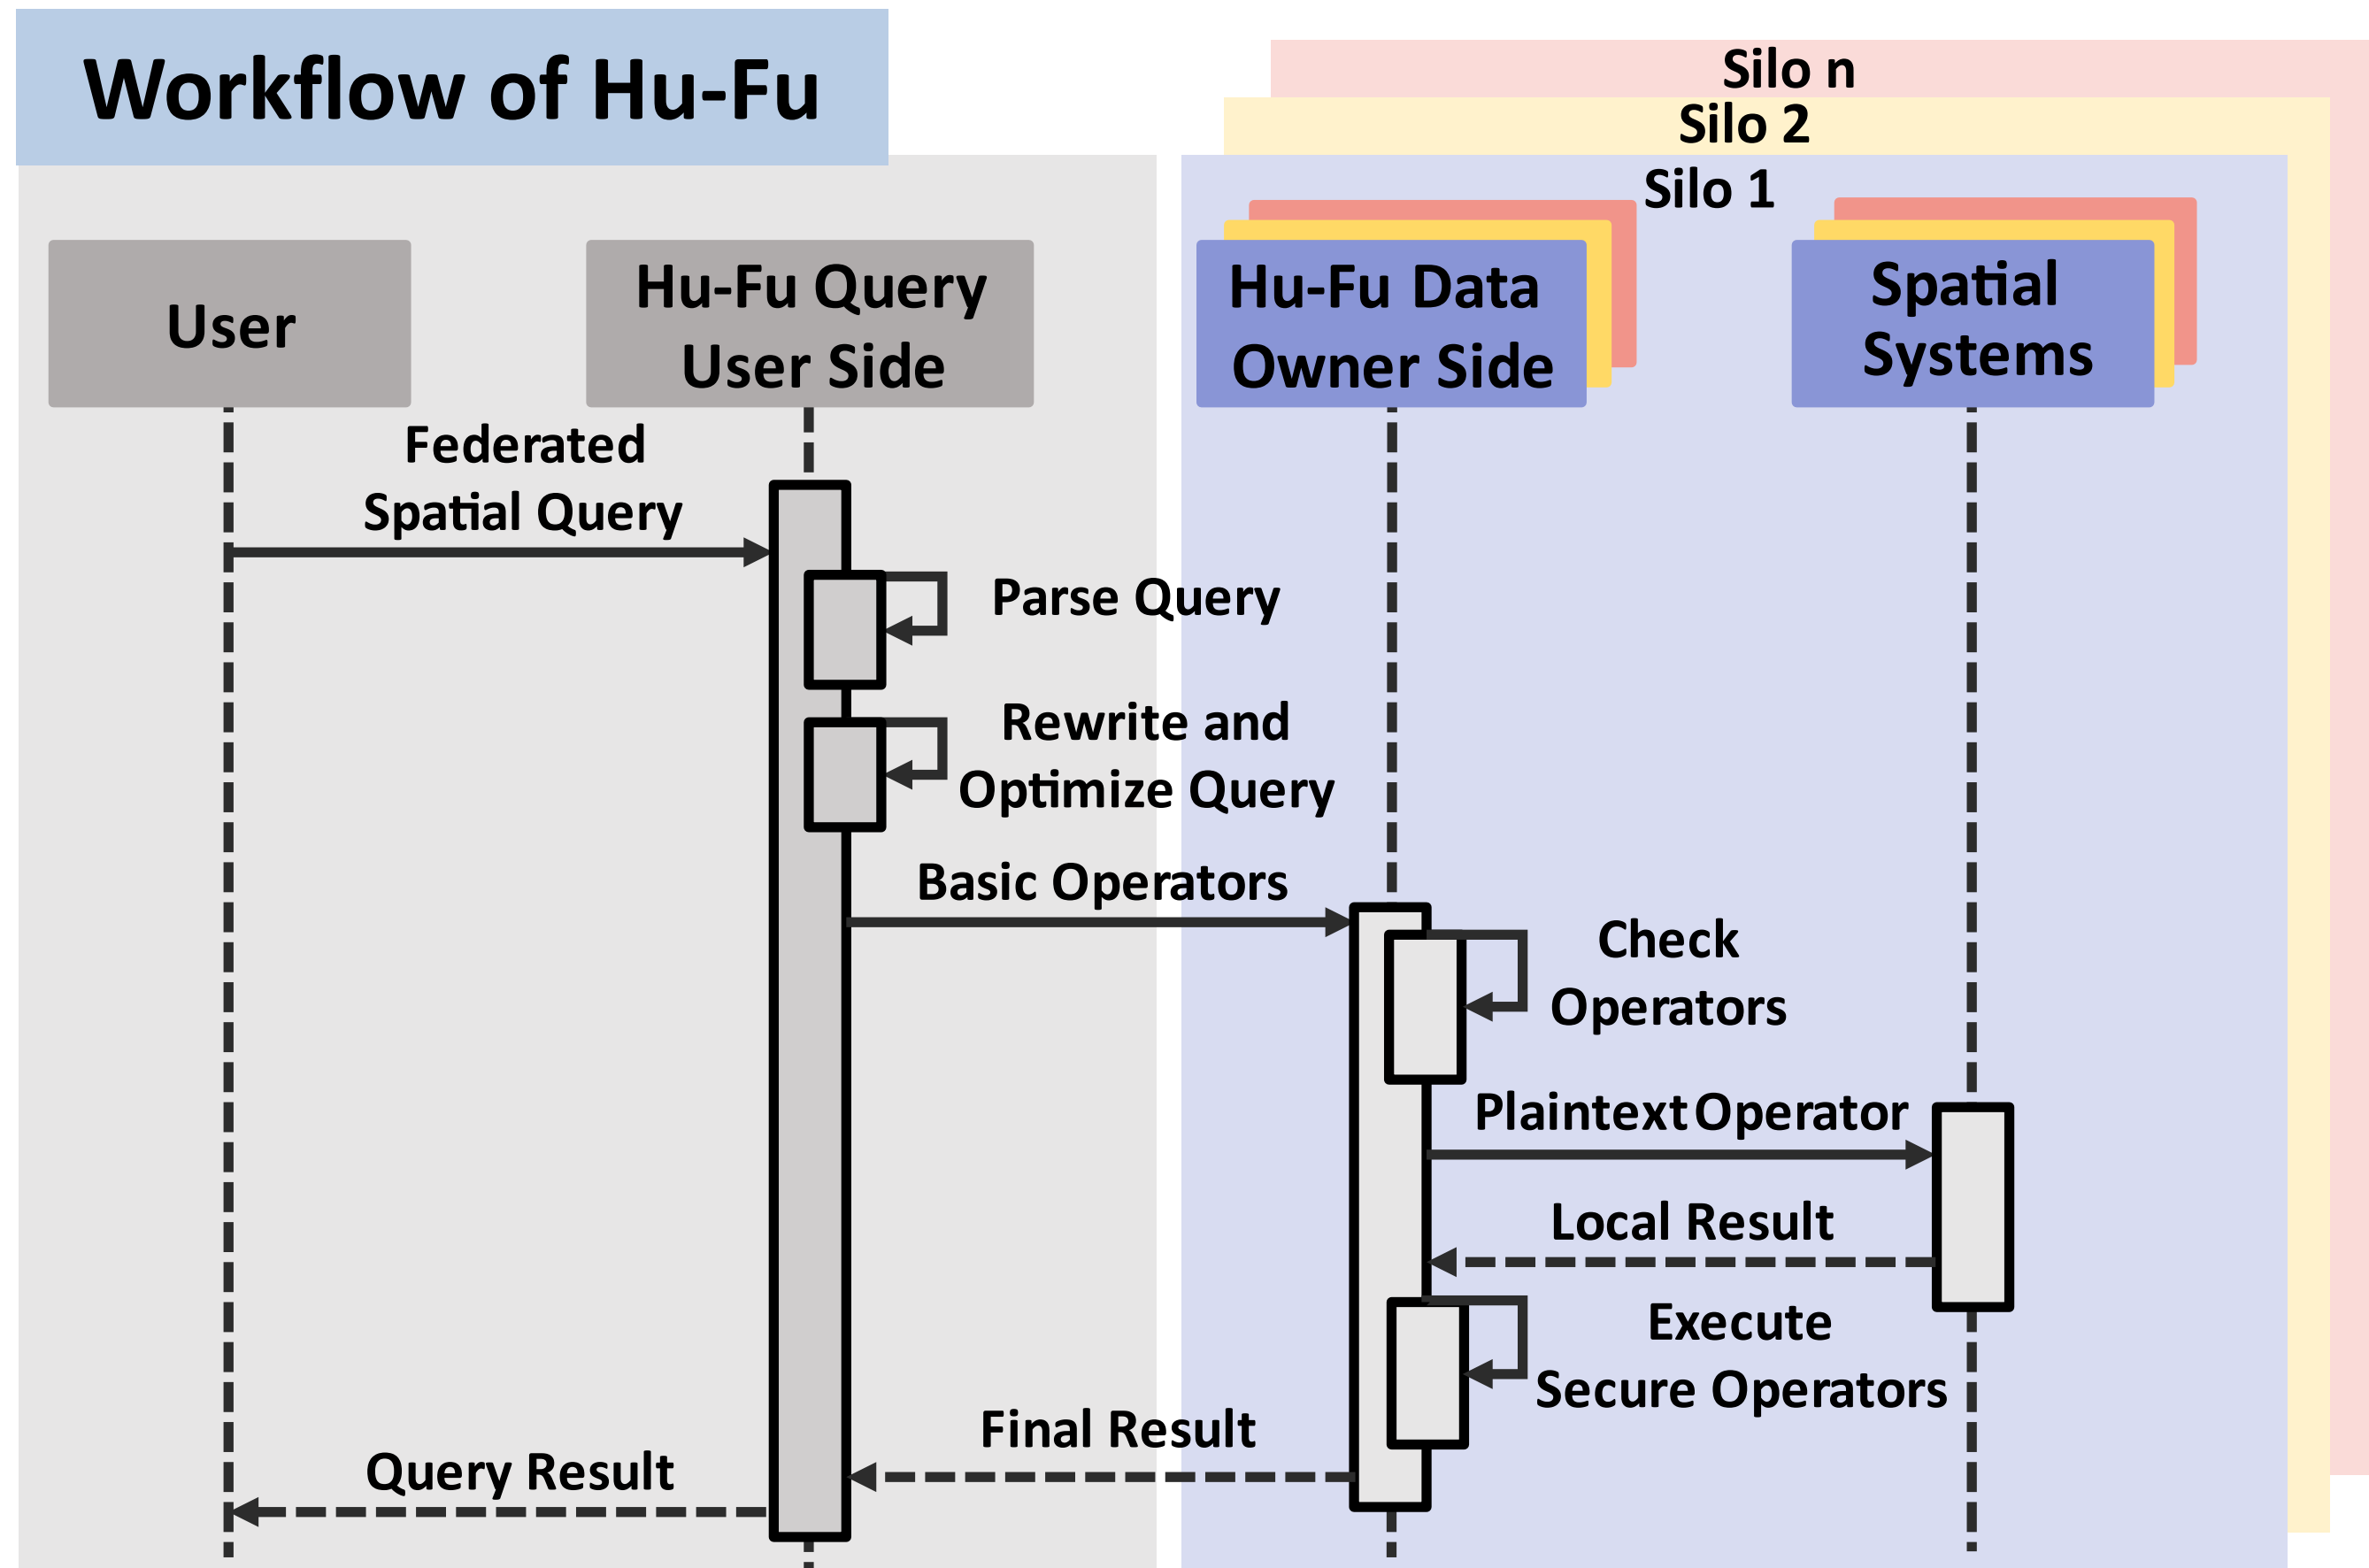 Workflow of Hu-Fu
Silo n
Silo 2
Silo 1
User
Hu-Fu Query
User Side
Hu-Fu Data
Owner Side
Spatial
Systems
Federated
Spatial Query
Parse Query
Rewrite and
Optimize Query
Basic Operators
Check
Operators
Plaintext Operator
Local Result
Execute
Secure Operators
Final Result
Query Result